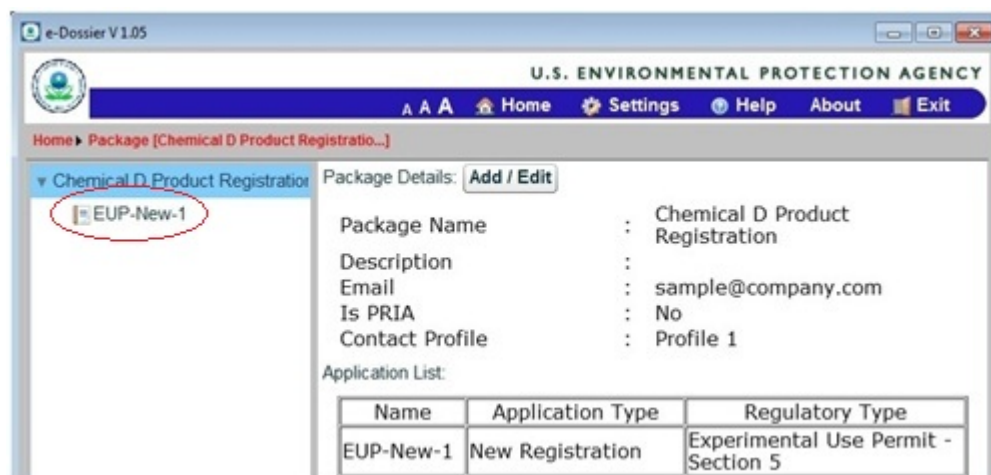 e-Dossier V 1.05
U.S. ENVIRONMENTAL PROTECTION AGENCY
A A A Home Settings Help About Exit
Home Package [Chemical D Product Registratio...]
Chemical D Product Registration
EUP-New-1
Package Details: Add / Edit
Package Name : Chemical D Product
Registration
Description :
Email : sample@company.com
Is PRIA : No
Contact Profile : Profile 1
Application List:
Name Application Type Regulatory Type
EUP-New-1 New Registration Experimental Use Permit -
Section 5